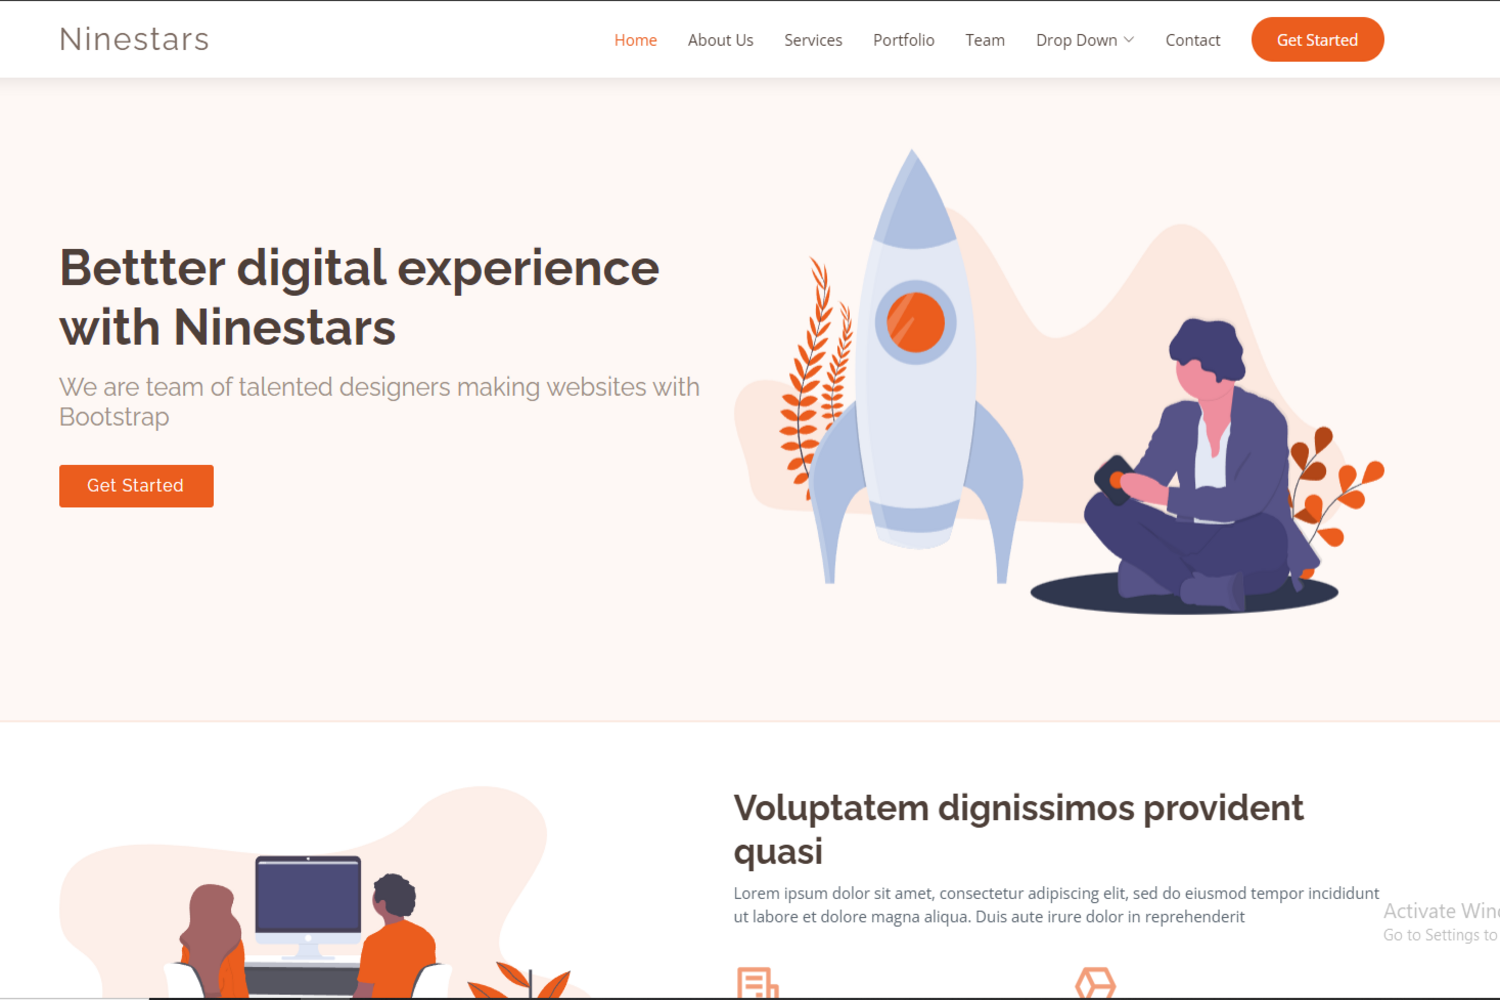 Ninestars
Home About Us Services Portfolio Team Drop Down Contact Get Started
Bettter digital experience
with Ninestars
We are team of talented designers making websites with
Bootstrap
Get Started
Voluptatem dignissimos provident
quasi
Lorem ipsum dolor sit amet, consectetur adipiscing elit, sed do eiusmod tempor incididunt
ut labore et dolore magna aliqua. Duis aute irure dolor in reprehenderit
Activate
Go to Settings to